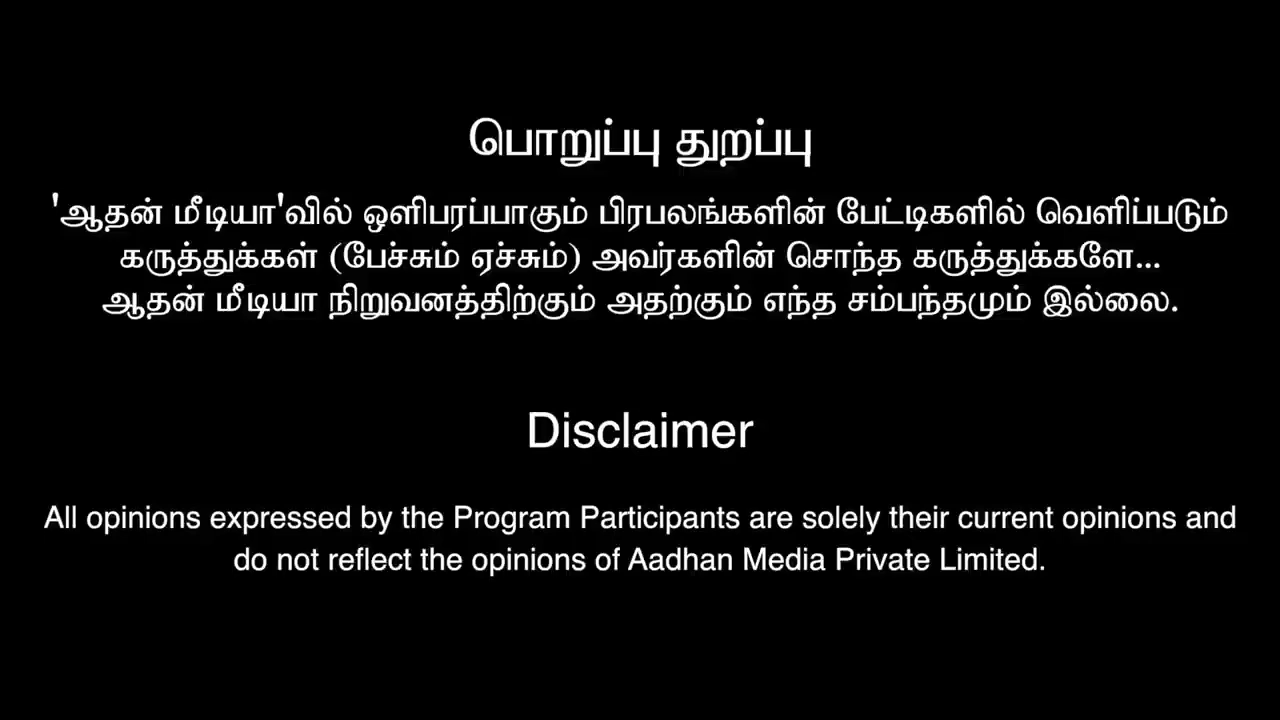 பொறுப்பு துறப்பு
'ஆதன் மீடியா'வில் ஒளிபரப்பாகும் பிரபலங்களின் பேட்டிகளில் வெளிப்படும்
கருத்துக்கள் (பேச்சும் ஏச்சும்) அவர்களின் சொந்த கருத்துக்களே...
ஆதன் மீடியா நிறுவனத்திற்கும் அதற்கும் எந்த சம்பந்தமும் இல்லை.
Disclaimer
All opinions expressed by the Program Participants are solely their current opinions and
do not reflect the opinions of Aadhan Media Private Limited.